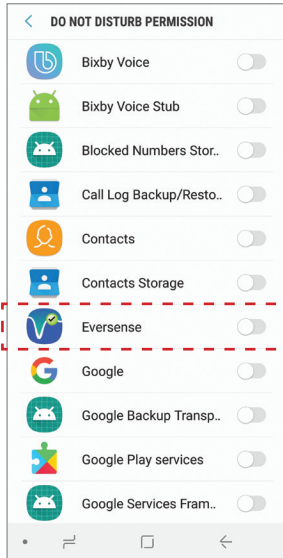 DO NOT DISTURB PERMISSION
Bixby Voice
Bixby Voice Stub
Blocked Numbers Stor..
Call Log Backup/Resto..
Contacts
Contacts Storage
Eversense
Google
Google Backup Transp..
Google Play services
Google Services Fram..